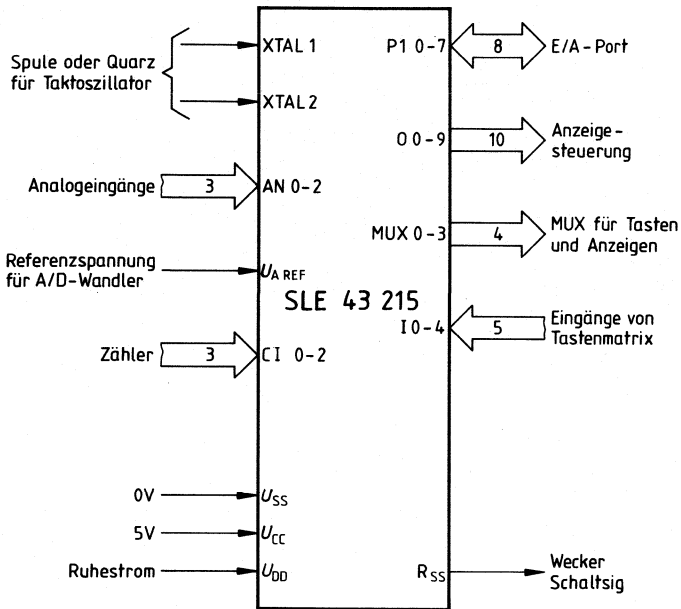 Spule oder Quarz
für Taktoszillator
XTAL 1
XTAL 2
Analogeingänge
3
AN 0-2
Referenzspannung
für A/D-Wandler
UA REF
SLE 43 215
Zähler
3
CI 0-2
0V
USS
5V
UCC
Ruhestrom
UDD
P1 0-7
8
E/A-Port
O 0-9
10
Anzeige-
steuerung
MUX 0-3
4
MUX für Tasten
und Anzeigen
I 0-4
5
Eingänge von
Tastenmatrix
RSS
Wecker
Schaltsig